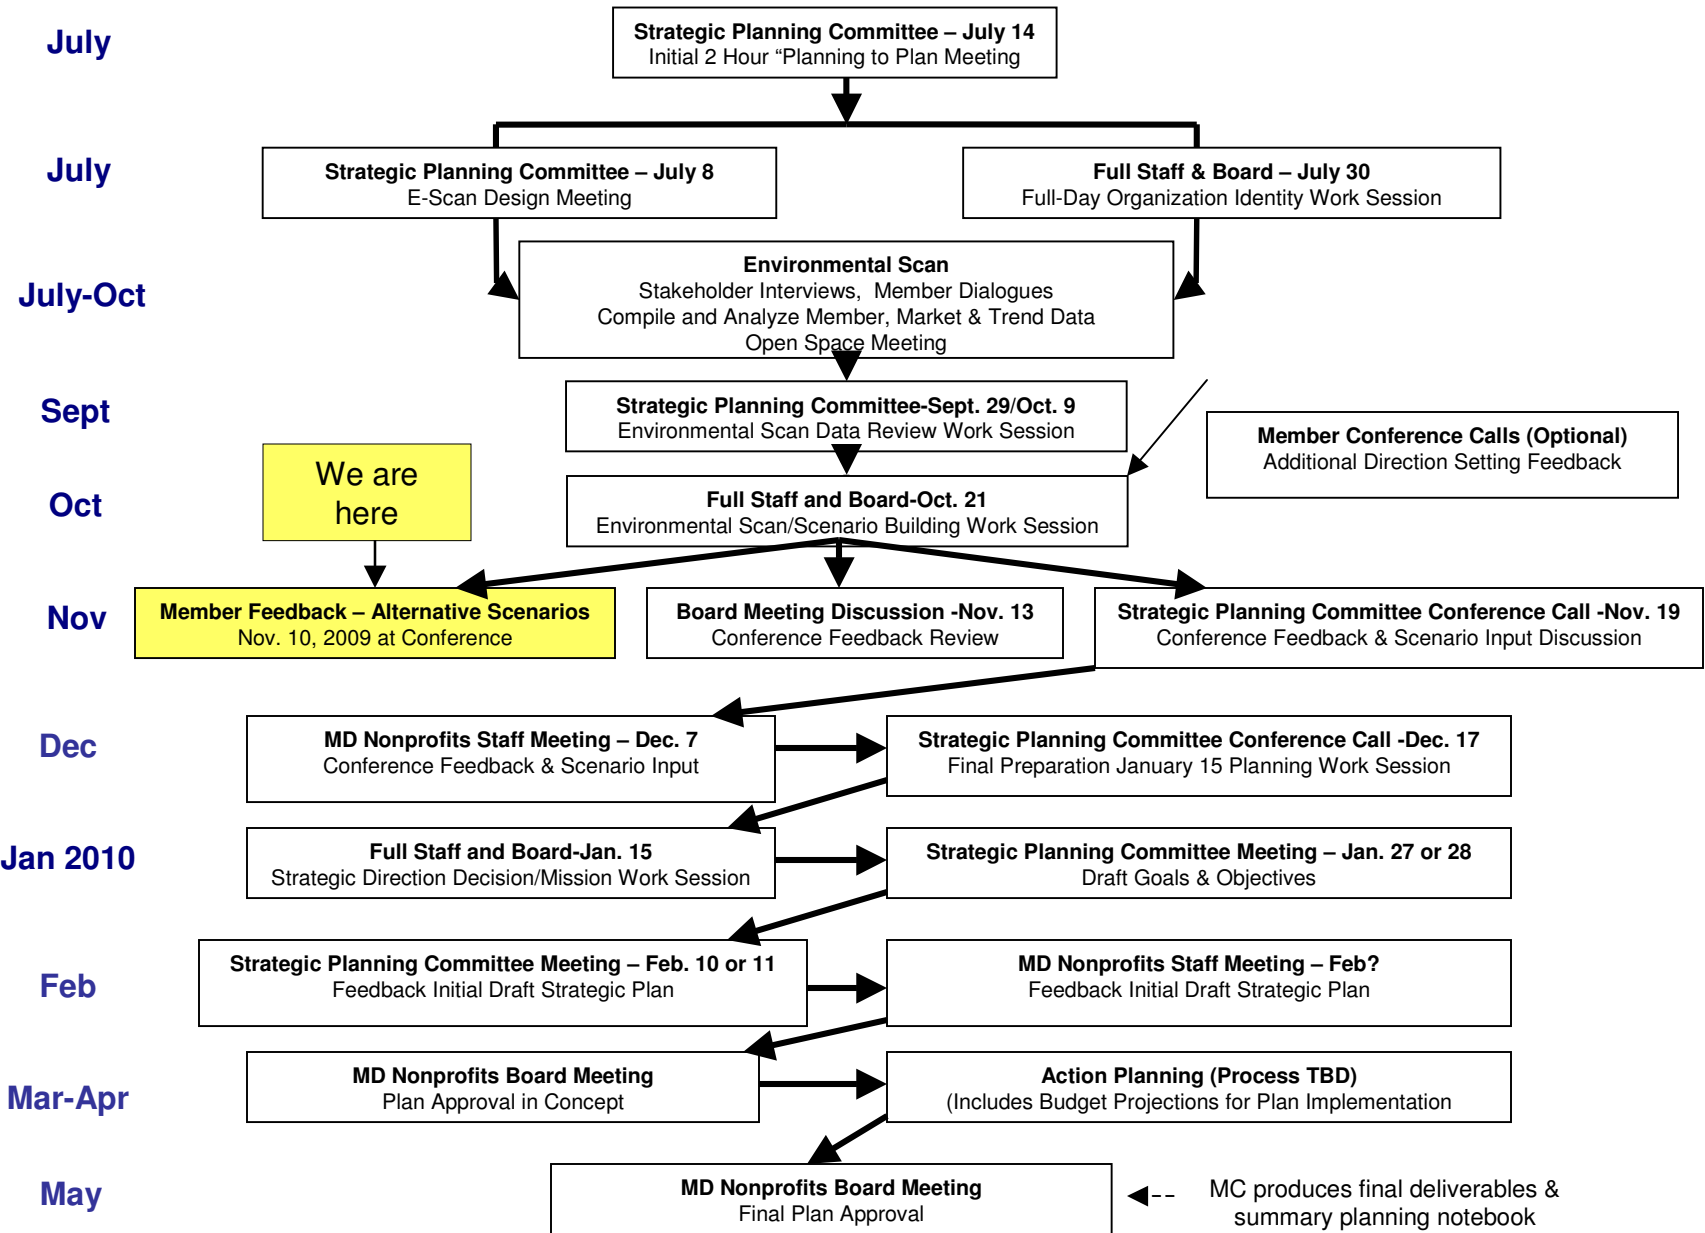 July
Strategic Planning Committee – July 14
Initial 2 Hour “Planning to Plan Meeting
July
Strategic Planning Committee – July 8
E-Scan Design Meeting
Full Staff & Board – July 30
Full-Day Organization Identity Work Session
July-Oct
Environmental Scan
Stakeholder Interviews,  Member Dialogues
Compile and Analyze Member, Market & Trend Data
Open Space Meeting
Sept
Strategic Planning Committee-Sept. 29/Oct. 9
Environmental Scan Data Review Work Session
Member Conference Calls (Optional)
Additional Direction Setting Feedback
We are
here
Oct
Full Staff and Board-Oct. 21
Environmental Scan/Scenario Building Work Session
Nov
Member Feedback – Alternative Scenarios
Nov. 10, 2009 at Conference
Board Meeting Discussion -Nov. 13
Conference Feedback Review
Strategic Planning Committee Conference Call -Nov. 19
Conference Feedback & Scenario Input Discussion
Dec
MD Nonprofits Staff Meeting – Dec. 7
Conference Feedback & Scenario Input
Strategic Planning Committee Conference Call -Dec. 17
Final Preparation January 15 Planning Work Session
Jan 2010
Full Staff and Board-Jan. 15
Strategic Direction Decision/Mission Work Session
Strategic Planning Committee Meeting – Jan. 27 or 28
Draft Goals & Objectives
Feb
Strategic Planning Committee Meeting – Feb. 10 or 11
Feedback Initial Draft Strategic Plan
MD Nonprofits Staff Meeting – Feb?
Feedback Initial Draft Strategic Plan
Mar-Apr
MD Nonprofits Board Meeting
Plan Approval in Concept
Action Planning (Process TBD)
(Includes Budget Projections for Plan Implementation
May
MD Nonprofits Board Meeting
Final Plan Approval
MC produces final deliverables &
summary planning notebook